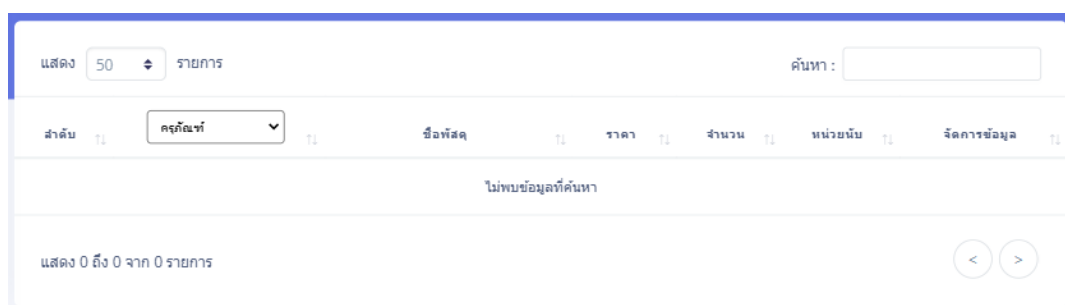 แสดง 50 รายการ ค้นหา :
ลำดับ ครุภัณฑ์ ชื่อพัสดุ ราคา จำนวน หน่วยนับ จัดการข้อมูล
ไม่พบข้อมูลที่ค้นหา
แสดง 0 ถึง 0 จาก 0 รายการ < >